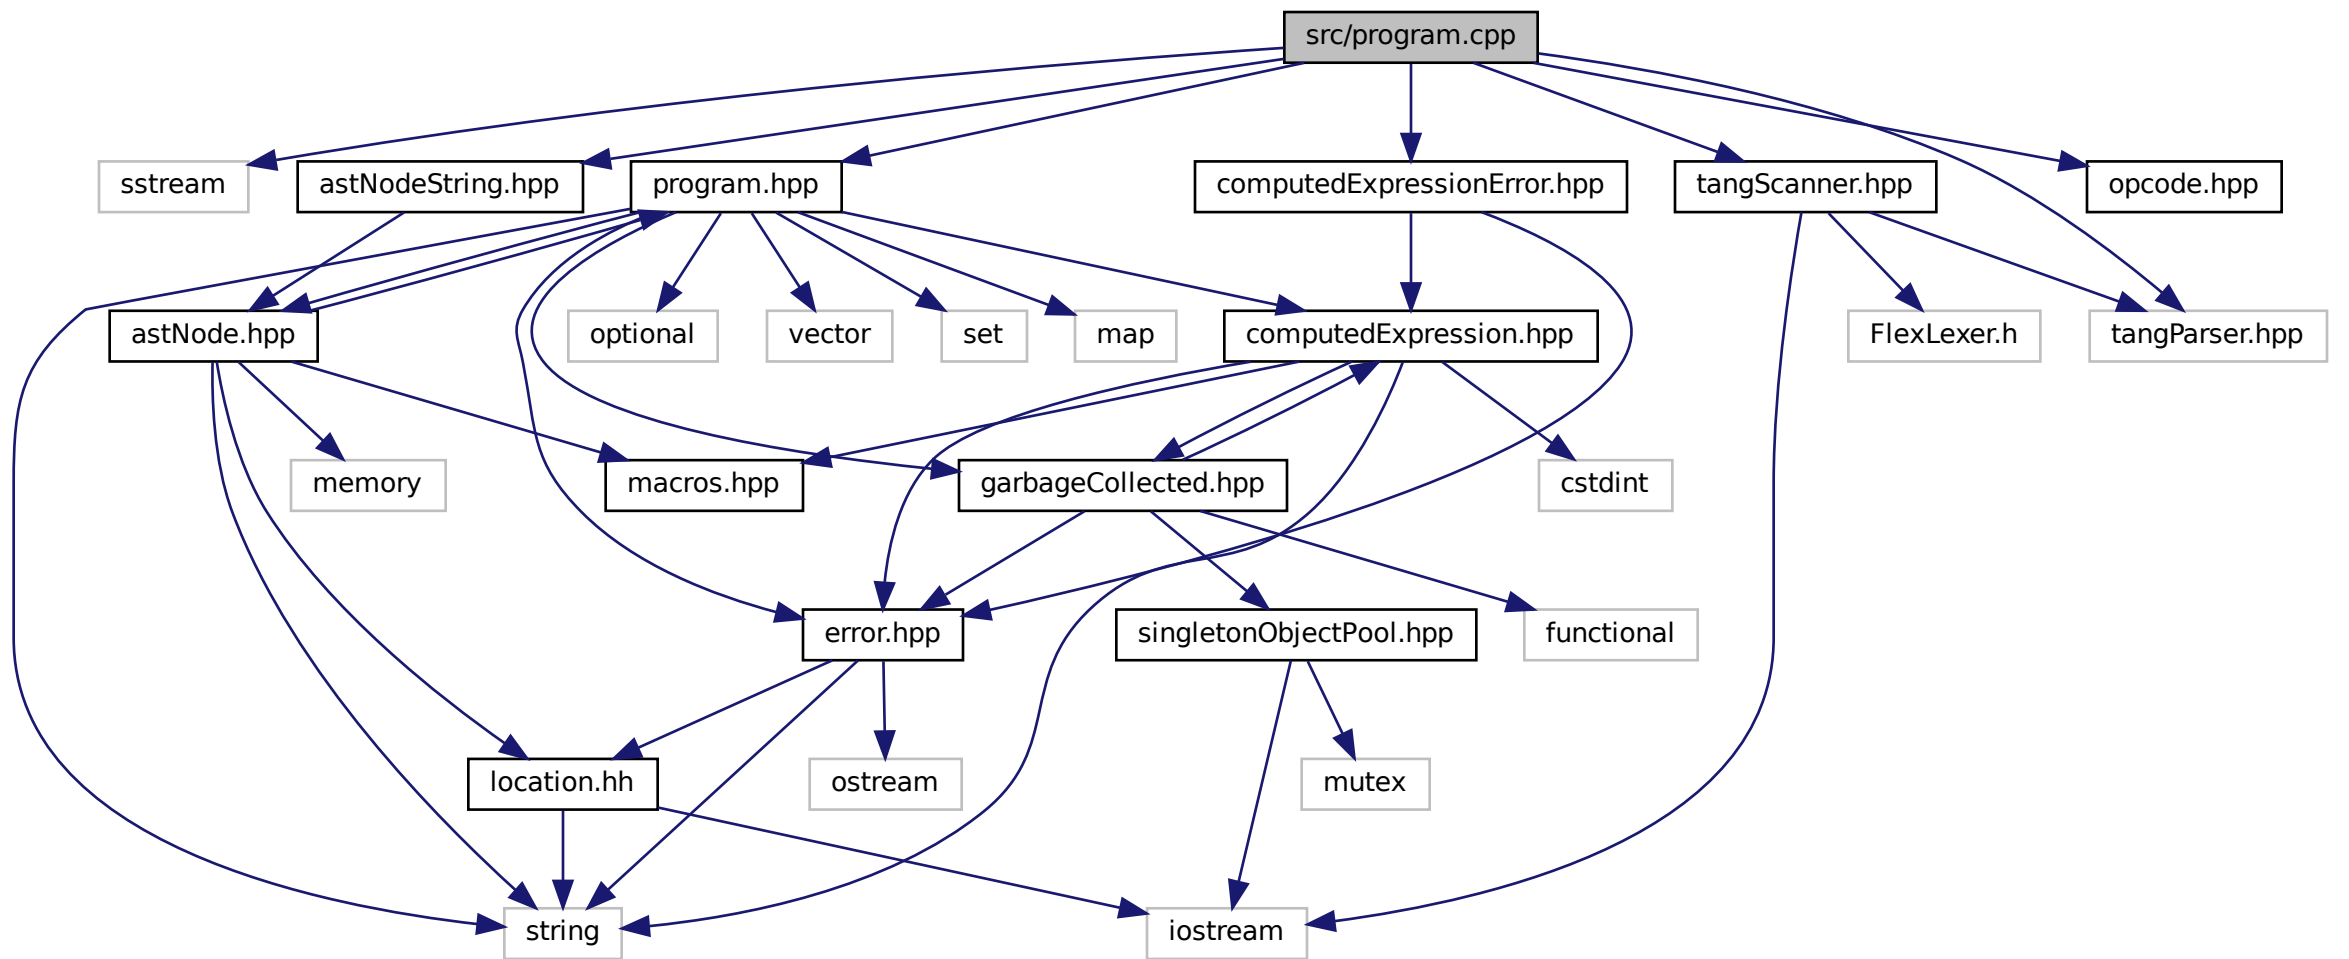 src/program.cpp
sstream
astNodeString.hpp
program.hpp
computedExpressionError.hpp
tangScanner.hpp
opcode.hpp
astNode.hpp
optional
vector
set
map
computedExpression.hpp
FlexLexer.h
tangParser.hpp
memory
macros.hpp
garbageCollected.hpp
cstdint
error.hpp
singletonObjectPool.hpp
functional
location.hh
ostream
mutex
string
iostream